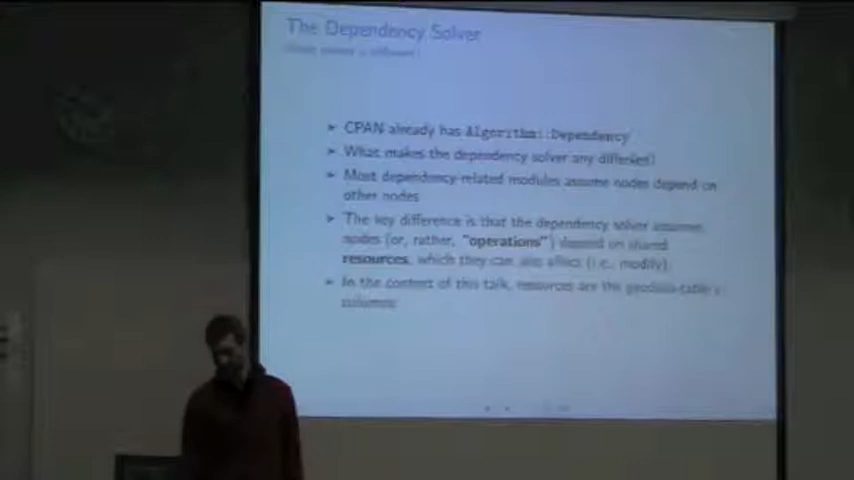 The Dependency Solver
➤ CPAN already has Algorithm::Dependency
➤ What makes the dependency solver any different?
➤ Most dependency-related modules assume nodes depend on
other nodes
➤ The key difference is that the dependency solver assumes
nodes (or, rather, "operations") depend on shared
resources, which they can also affect (i.e., modify)
➤ In the context of this talk, resources are the table's
columns